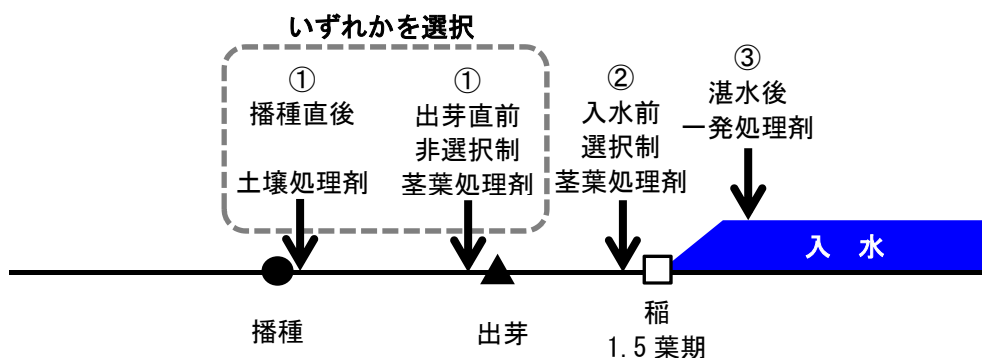 いずれかを選択
①
播種直後
土壌処理剤
①
出芽直前
非選択制
茎葉処理剤
②
入水前
選択制
茎葉処理剤
③
湛水後
一発処理剤
入 水
播種
出芽
稲
1.5葉期